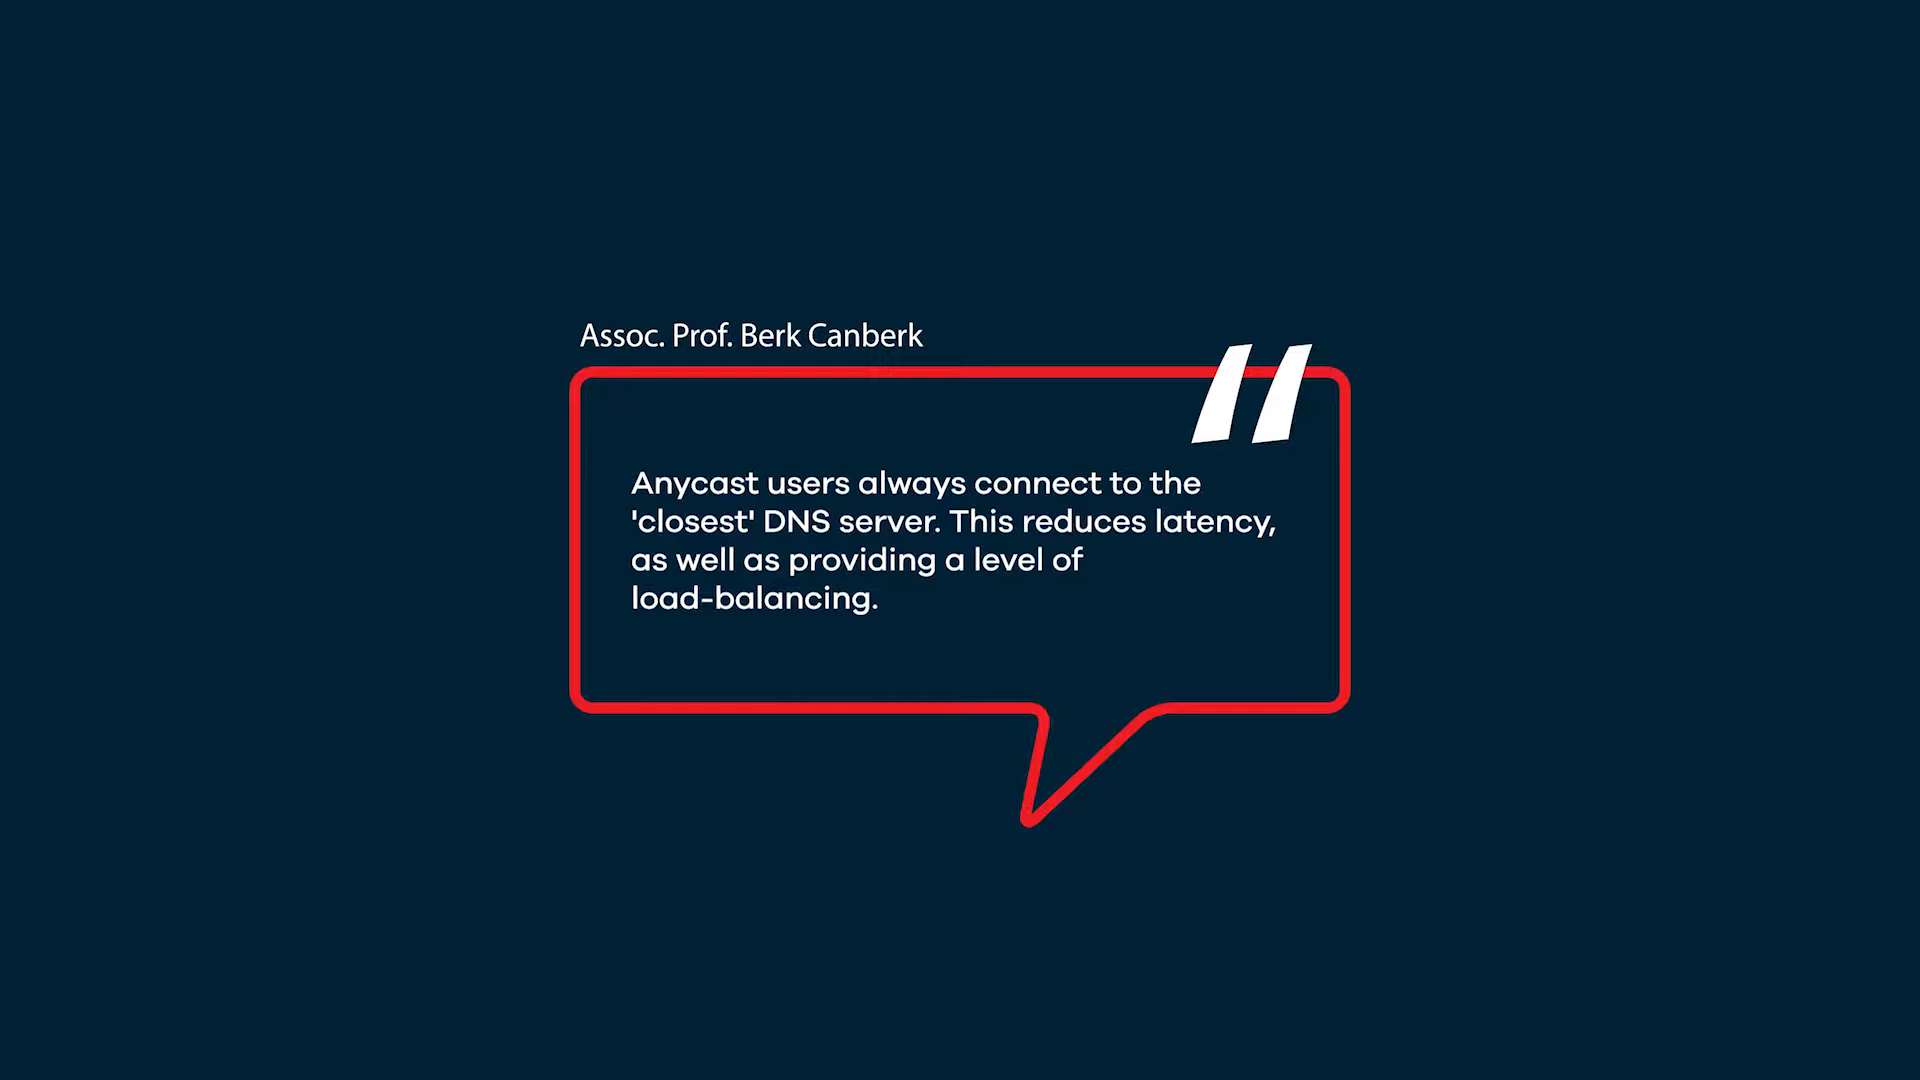 Assoc. Prof. Berk Canberk
Anycast users always connect to the
'closest' DNS server. This reduces latency,
as well as providing a level of
load-balancing.